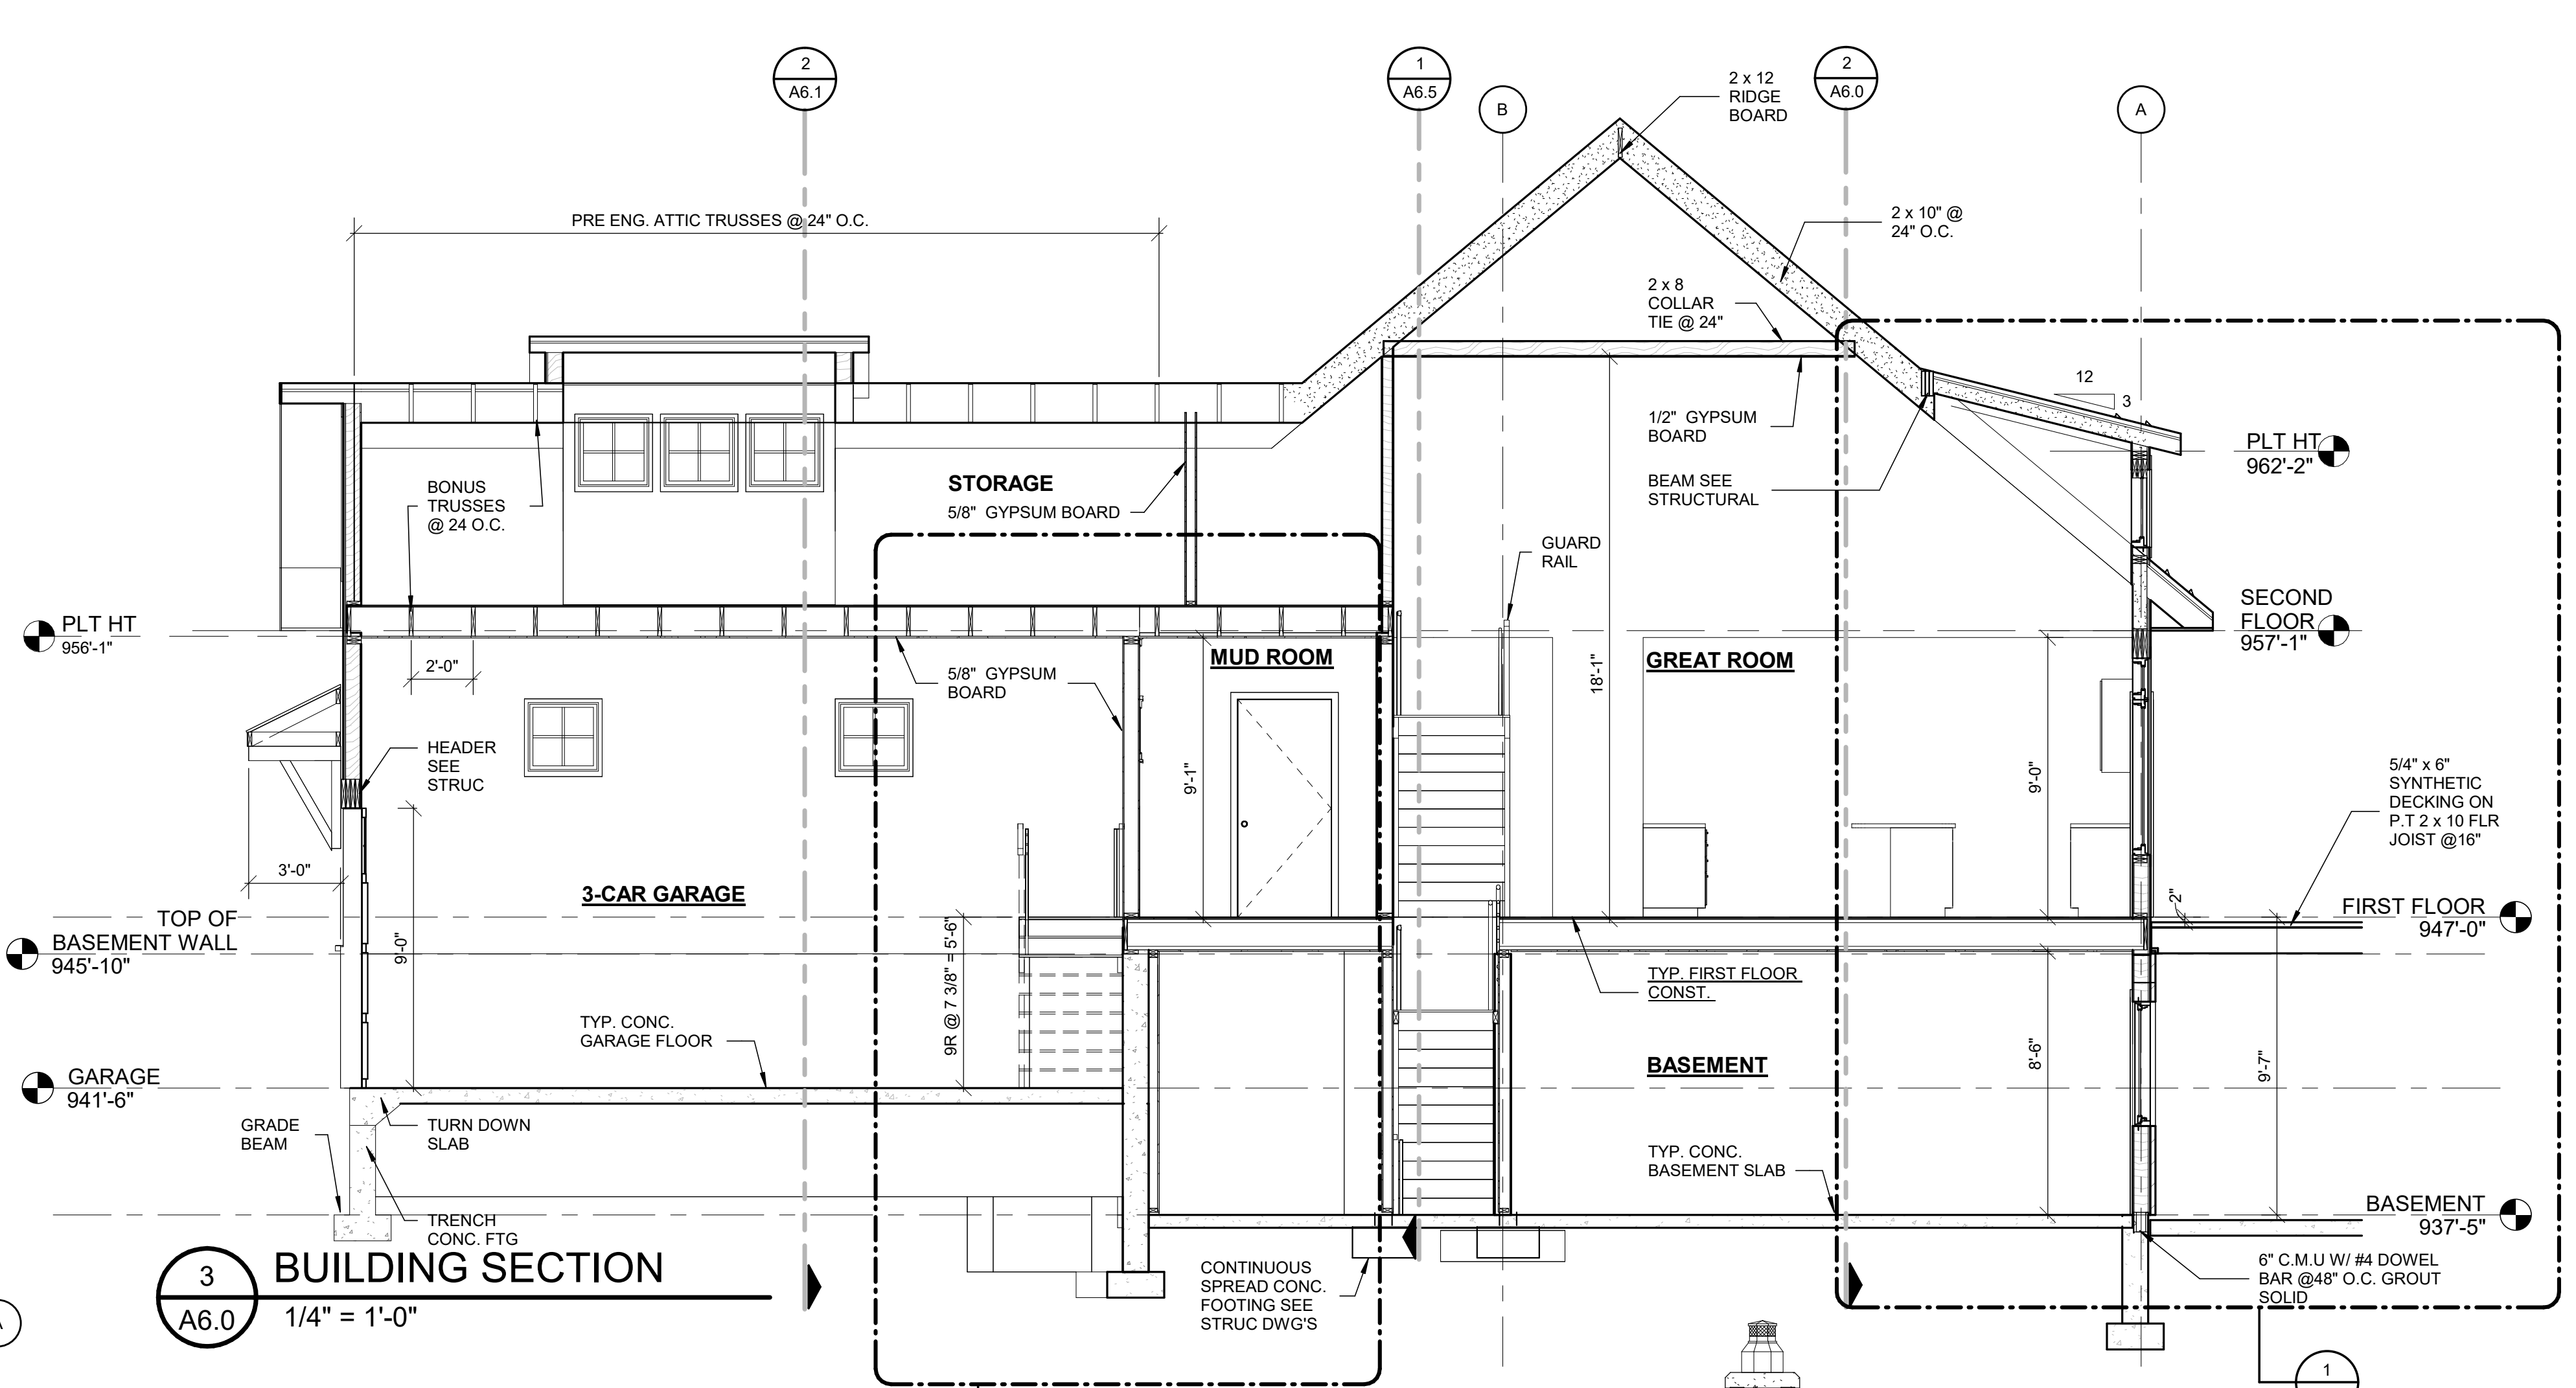 2
A6.1
1
A6.5
B
2
A6.0
A
2 x 12
RIDGE
BOARD
PRE ENG. ATTIC TRUSSES @ 24" O.C.
2 x 10" @
24" O.C.
2 x 8
COLLAR
TIE @ 24"
12
3
1/2" GYPSUM
BOARD
PLT HT
962'-2"
BEAM SEE
STRUCTURAL
BONUS
TRUSSES
@ 24 O.C.
STORAGE
5/8" GYPSUM BOARD
GUARD
RAIL
SECOND
FLOOR
957'-1"
PLT HT
956'-1"
2'-0"
5/8" GYPSUM
BOARD
MUD ROOM
18'-1"
GREAT ROOM
HEADER
SEE
STRUC
9'-1"
9'-0"
5/4" x 6"
SYNTHETIC
DECKING ON
P.T 2 x 10 FLR
JOIST @16"
3'-0"
3-CAR GARAGE
2"
FIRST FLOOR
947'-0"
TOP OF
BASEMENT WALL
945'-10"
9'-0"
9R @ 7 3/8" = 5'-6"
TYP. FIRST FLOOR
CONST.
TYP. CONC.
GARAGE FLOOR
BASEMENT
8'-6"
9'-7"
GARAGE
941'-6"
GRADE
BEAM
TURN DOWN
SLAB
TYP. CONC.
BASEMENT SLAB
TRENCH
CONC. FTG
BASEMENT
937'-5"
3
A6.0
BUILDING SECTION
1/4" = 1'-0"
CONTINUOUS
SPREAD CONC.
FOOTING SEE
STRUC DWG'S
6" C.M.U W/ #4 DOWEL
BAR @48" O.C. GROUT
SOLID
1